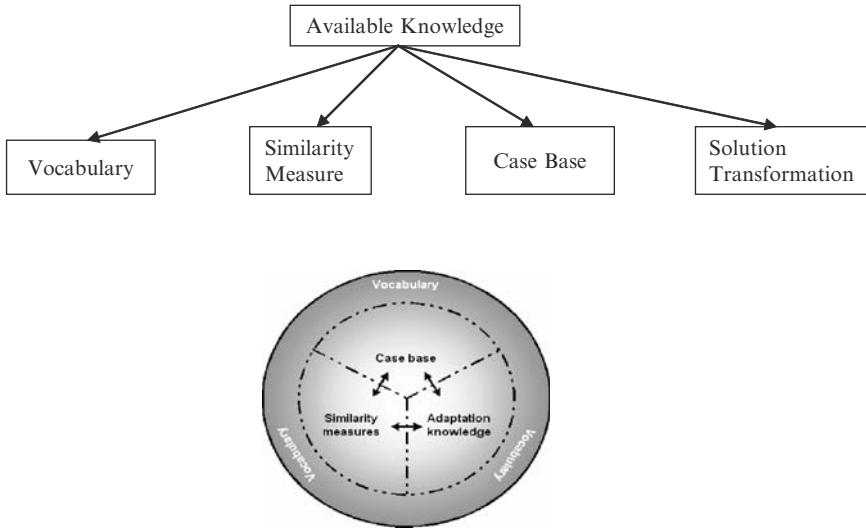 Available Knowledge
Vocabulary
Similarity
Measure
Case Base
Solution
Transformation
Vocabulary
Case base
Similarity
measures
Adaptation
knowledge
Vocabulary
Vocabulary